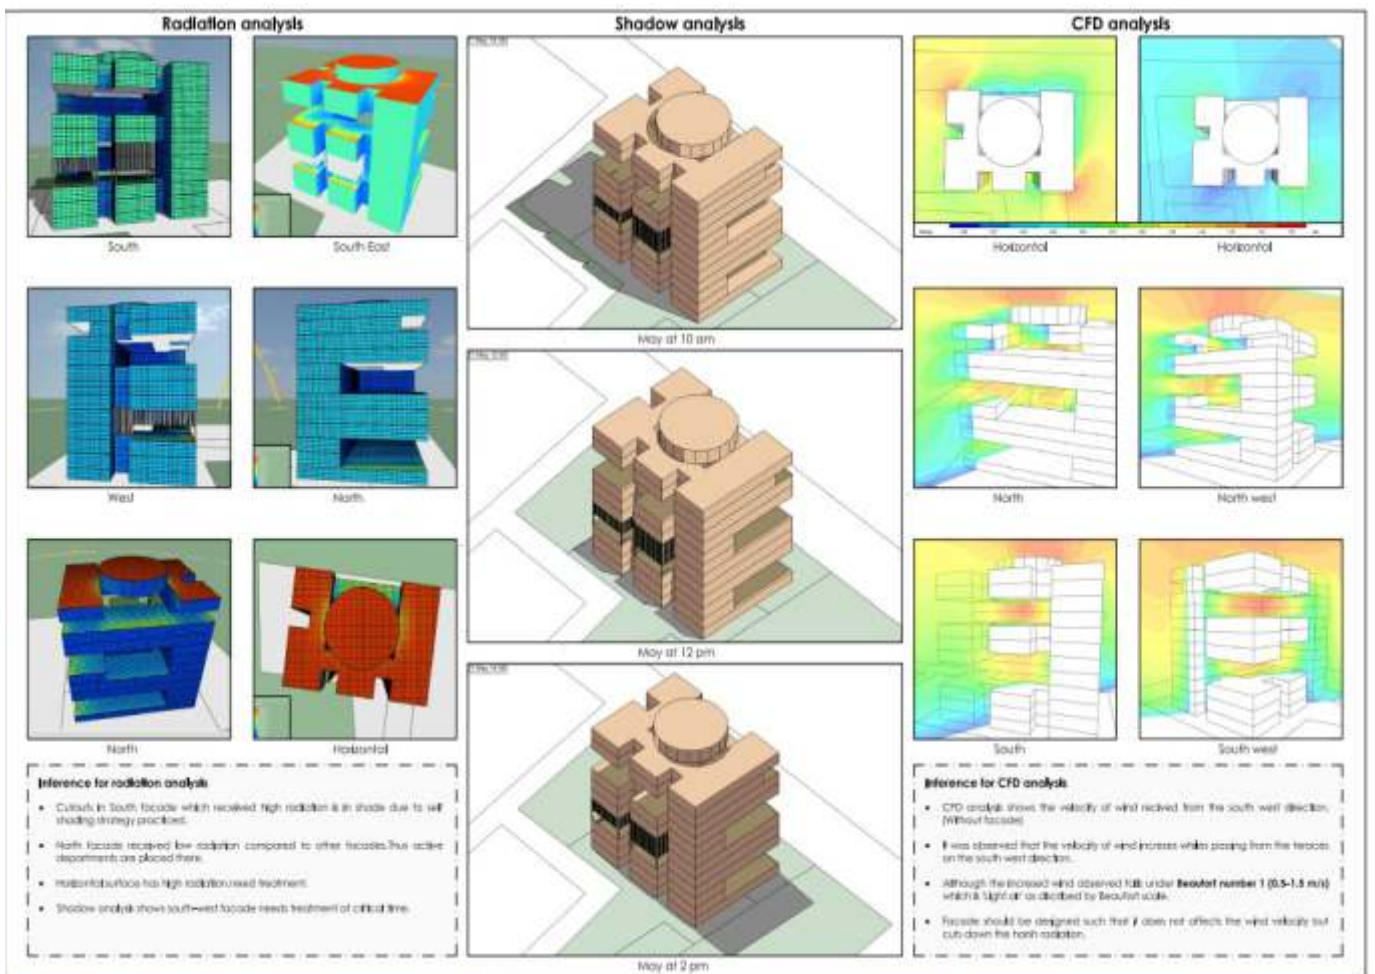 Radiation analysis
Shadow analysis
CFD analysis
South
South East
West
North
North
Horizontal
Inference for radiation analysis
• Cutouts in South facade which received high radiation is in shade due to self
shading strategy practiced.
• North facade received low radiation compared to other facades.Thus active
departments are placed there.
• Horizontal surface has high radiation,need treatment.
• Shadow analysis shows south-west facade needs treatment at critical time.
May at 10 am
May at 12 pm
May at 2 pm
Horizontal
Horizontal
North
North west
South
South west
Inference for CFD analysis
• CFD analysis shows the velocity of wind recived from the south west direction.
(Without facade)
• It was observed that the velocity of wind increses whiles passing from the teraces
on the south west direction.
• Although the increased wind observed falls under Beaufort number 1 (0.5-1.5 m/s)
which is 'Light air' as discribed by Beaufort scale.
• Facade should be designed such that it does not affects the wind velocity but
cuts down the harsh radiation.